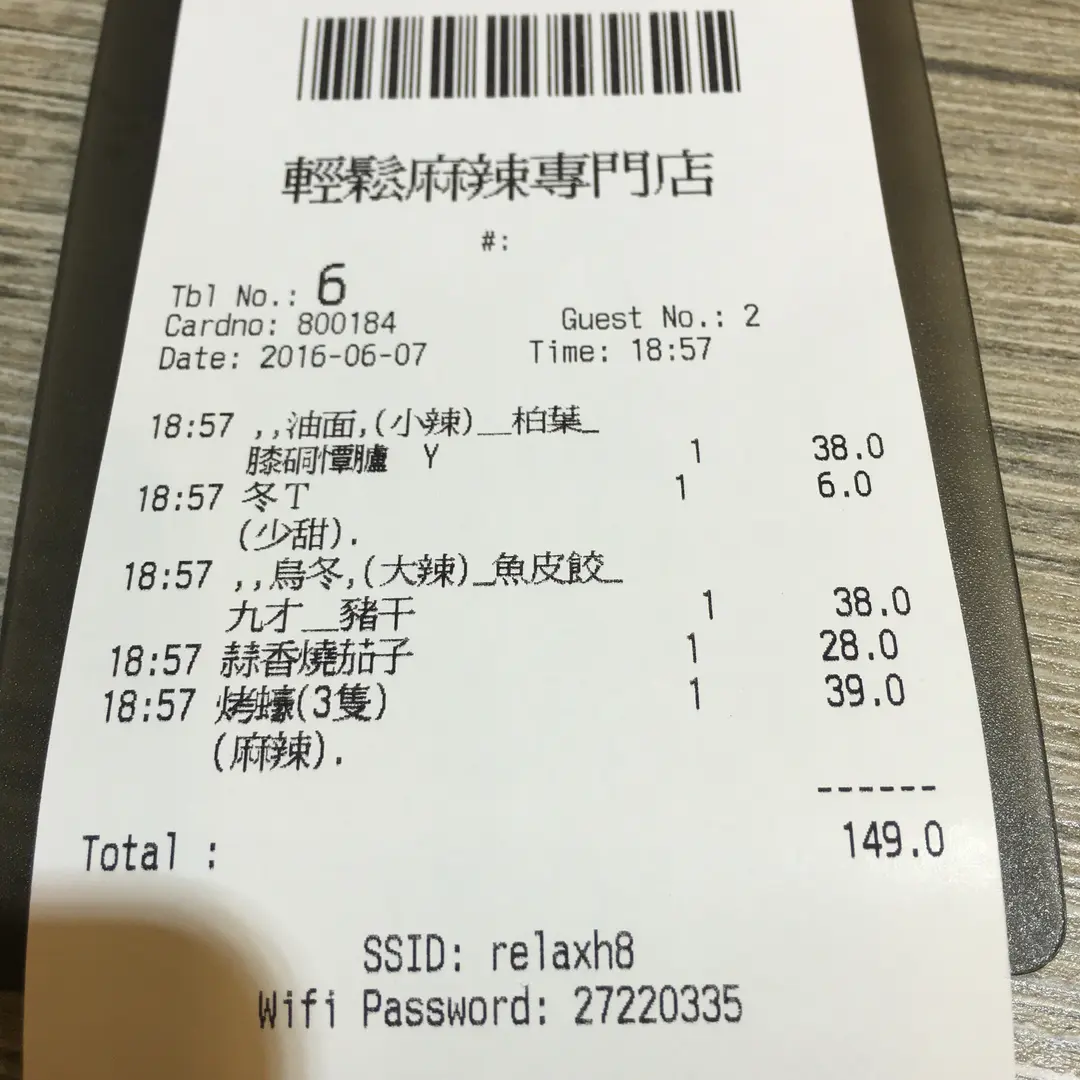 輕鬆麻辣專門店
#:
Tbl No.: 6
Cardno: 800184 Guest No.: 2
Date: 2016-06-07 Time: 18:57
18:57 ,,油面,(小辣)__柏葉_
Y 1 38.0
18:57 冬T 1 6.0
(少甜).
18:57 ,,烏冬,(大辣)_魚皮餃_
九才__豬干 1 38.0
18:57 蒜香燒茄子 1 28.0
18:57 烤蠔(3隻) 1 39.0
(麻辣).
------
Total : 149.0
SSID: relaxh8
Wifi Password: 27220335